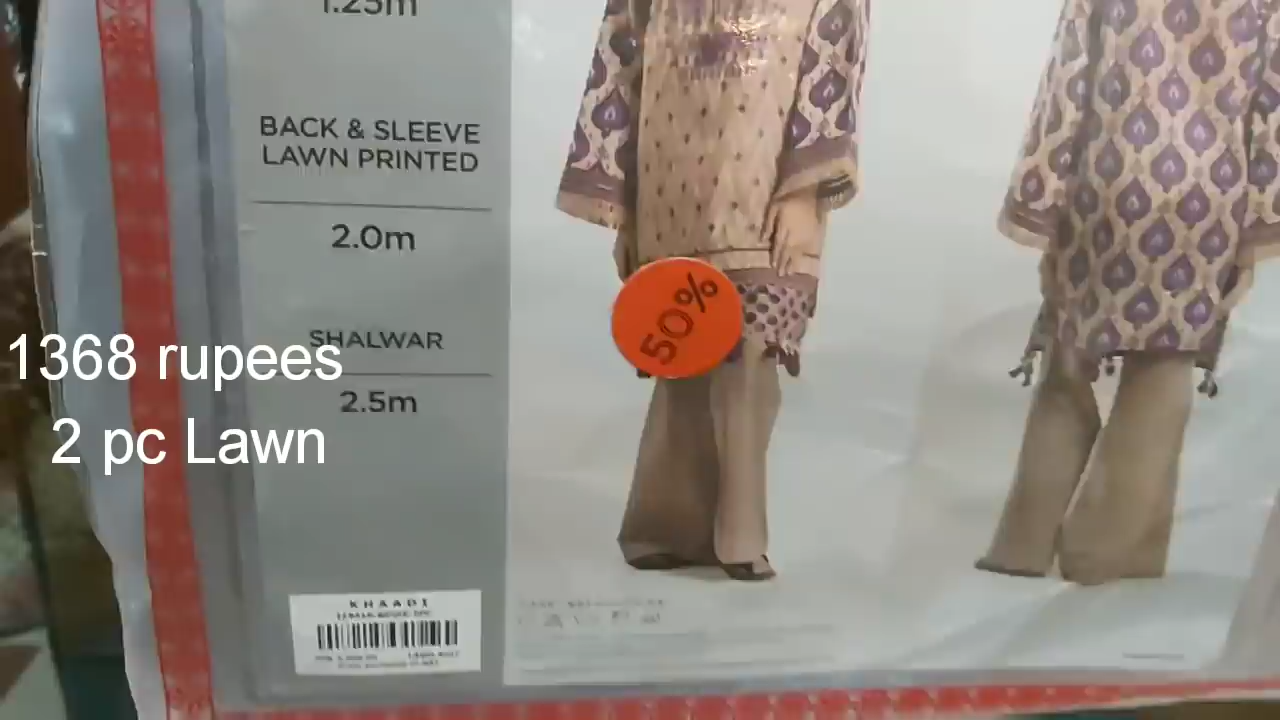 1.25m
BACK & SLEEVE
LAWN PRINTED
2.0m
SHALWAR
2.5m
50%
1368 rupees
2 pc Lawn
KHAADI